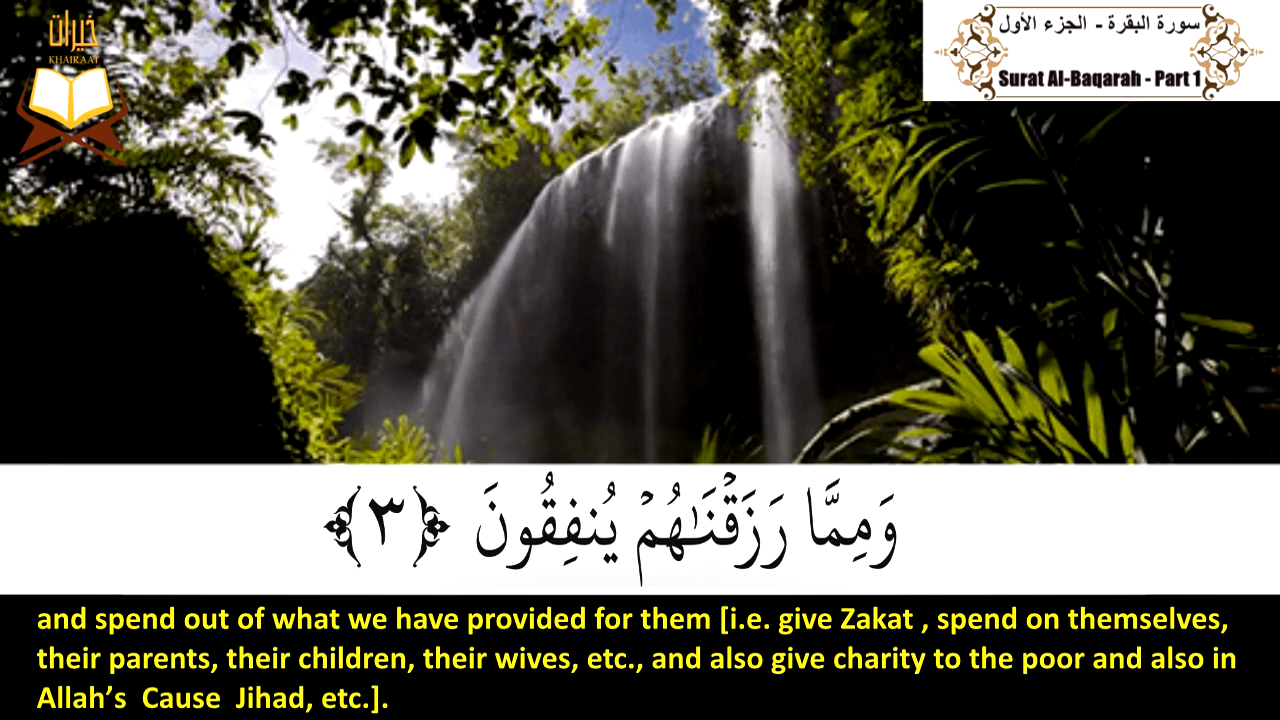 خيرات
KHAIRAAT
سورة البقرة - الجزء الأول
Surat Al-Baqarah - Part 1
وَمِمَّا رَزَقْنَـٰهُمْ يُنفِقُونَ ﴿٣﴾
and spend out of what we have provided for them [i.e. give Zakat , spend on themselves,
their parents, their children, their wives, etc., and also give charity to the poor and also in
Allah’s Cause Jihad, etc.].